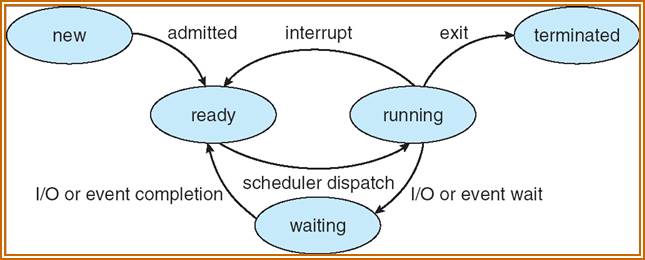 new
admitted
interrupt
exit
terminated
ready
running
I/O or event completion
scheduler dispatch
I/O or event wait
waiting